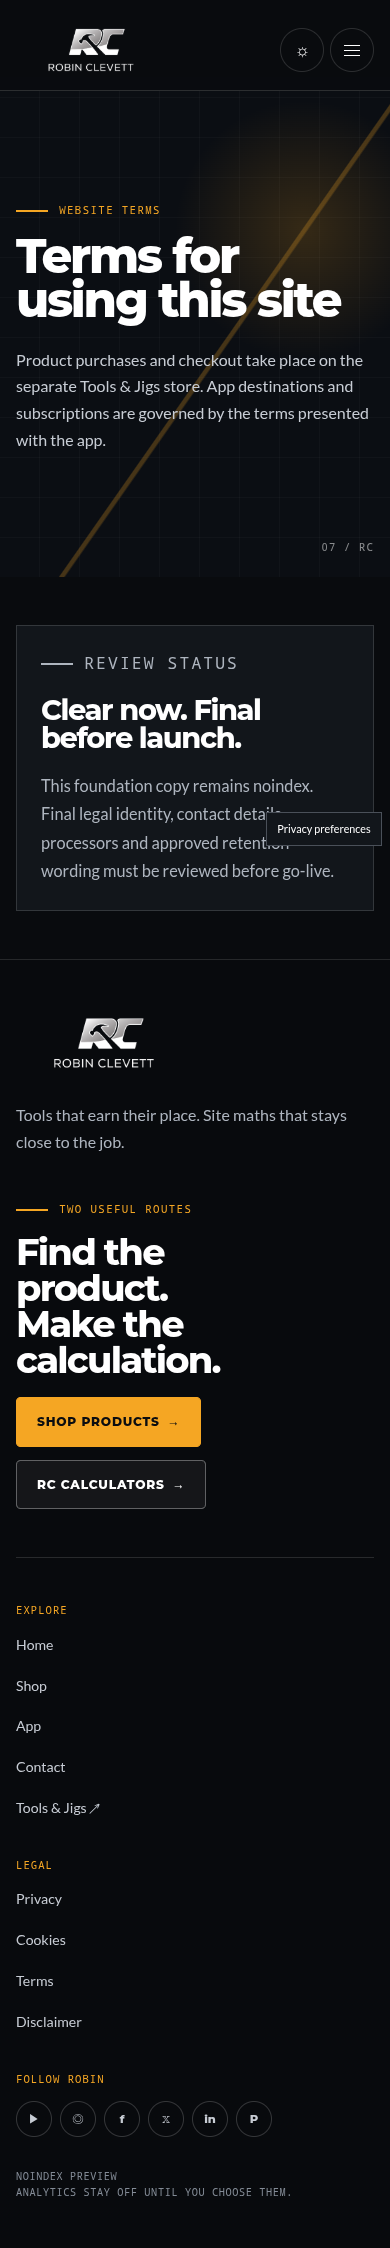 RC
ROBIN CLEVETT
WEBSITE TERMS
Terms for
using this site
Product purchases and checkout take place on the
separate Tools & Jigs store. App destinations and
subscriptions are governed by the terms presented
with the app.
07 / RC
REVIEW STATUS
Clear now. Final
before launch.
This foundation copy remains noindex.
Final legal identity, contact details,
Privacy preferences
processors and approved retention
wording must be reviewed before go-live.
RC
ROBIN CLEVETT
Tools that earn their place. Site maths that stays
close to the job.
TWO USEFUL ROUTES
Find the
product.
Make the
calculation.
SHOP PRODUCTS →
RC CALCULATORS →
EXPLORE
Home
Shop
App
Contact
Tools & Jigs ↗
LEGAL
Privacy
Cookies
Terms
Disclaimer
FOLLOW ROBIN
f X in P
NOINDEX PREVIEW
ANALYTICS STAY OFF UNTIL YOU CHOOSE THEM.